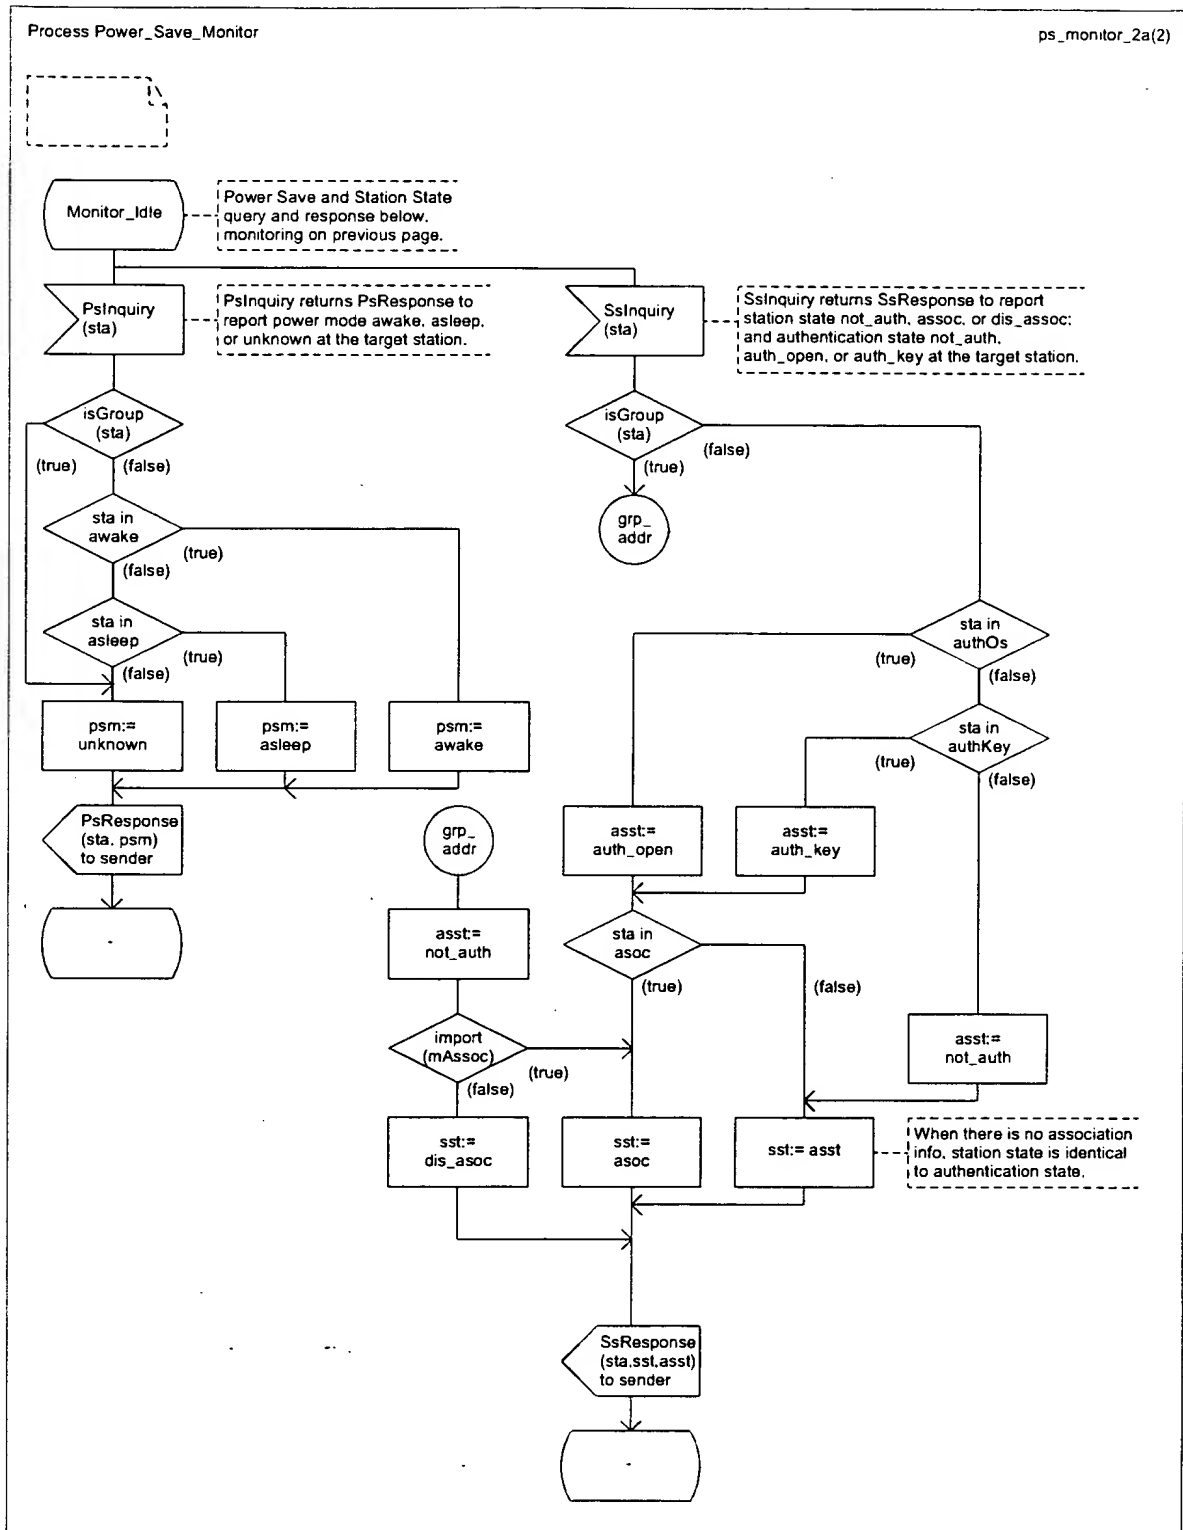 Process Power_Save_Monitor
ps_monitor_2a(2)
Monitor_Idle
Power Save and Station State
query and response below,
monitoring on previous page.
PsInquiry
(sta)
PsInquiry returns PsResponse to
report power mode awake, asleep,
or unknown at the target station.
SsInquiry
(sta)
SsInquiry returns SsResponse to report
station state not_auth, assoc, or dis_assoc;
and authentication state not_auth,
auth_open, or auth_key at the target station.
isGroup
(sta)
(true)
(false)
isGroup
(sta)
(true)
(false)
grp_
addr
sta in
awake
(true)
(false)
sta in
asleep
(true)
(false)
sta in
authOs
(true)
(false)
psm:=
unknown
psm:=
asleep
psm:=
awake
sta in
authKey
(true)
(false)
PsResponse
(sta, psm)
to sender
grp_
addr
asst:=
auth_open
asst:=
auth_key
-
asst:=
not_auth
sta in
asoc
(true)
(false)
import
(mAssoc)
(true)
(false)
asst:=
not_auth
sst:=
dis_asoc
sst:=
asoc
sst:= asst
When there is no association
info, station state is identical
to authentication state.
SsResponse
(sta,sst,asst)
to sender
-